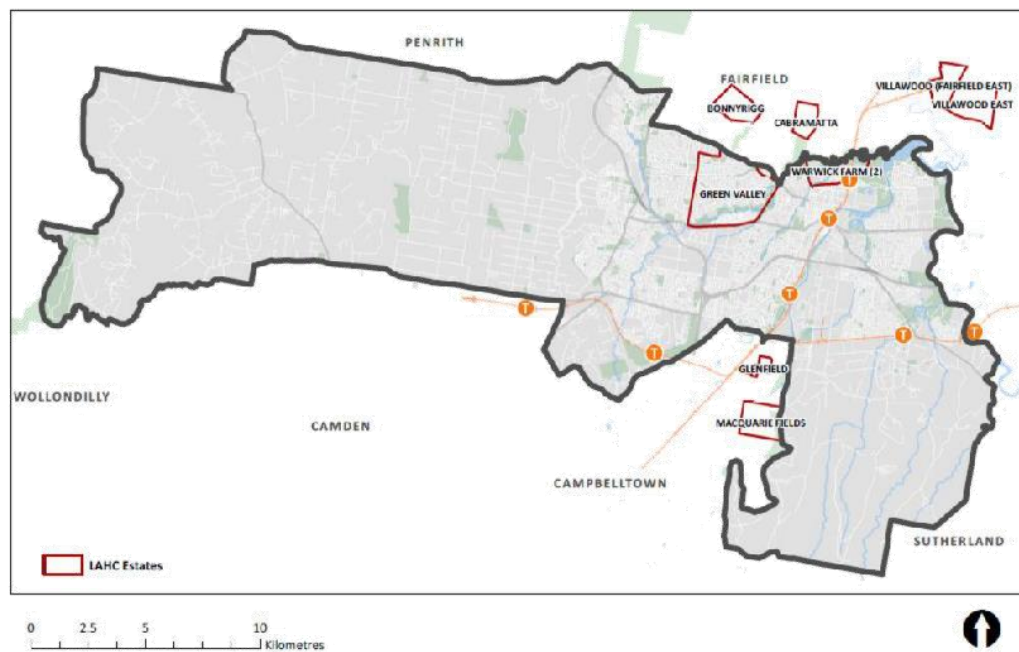 PENRITH
FAIRFIELD
VILLAWOOD (FAIRFIELD EAST)
VILLAWOOD EAST
BONNYRIGG
CABRAMATTA
WARWICK FARM (2)
T
GREEN VALLEY
T
T
T
T
T
T
GLENFIELD
WOLLONDILLY
MACQUARIE FIELDS
CAMDEN
CAMPBELLTOWN
SUTHERLAND
LAHC Estates
0 2.5 5 10
Kilometres